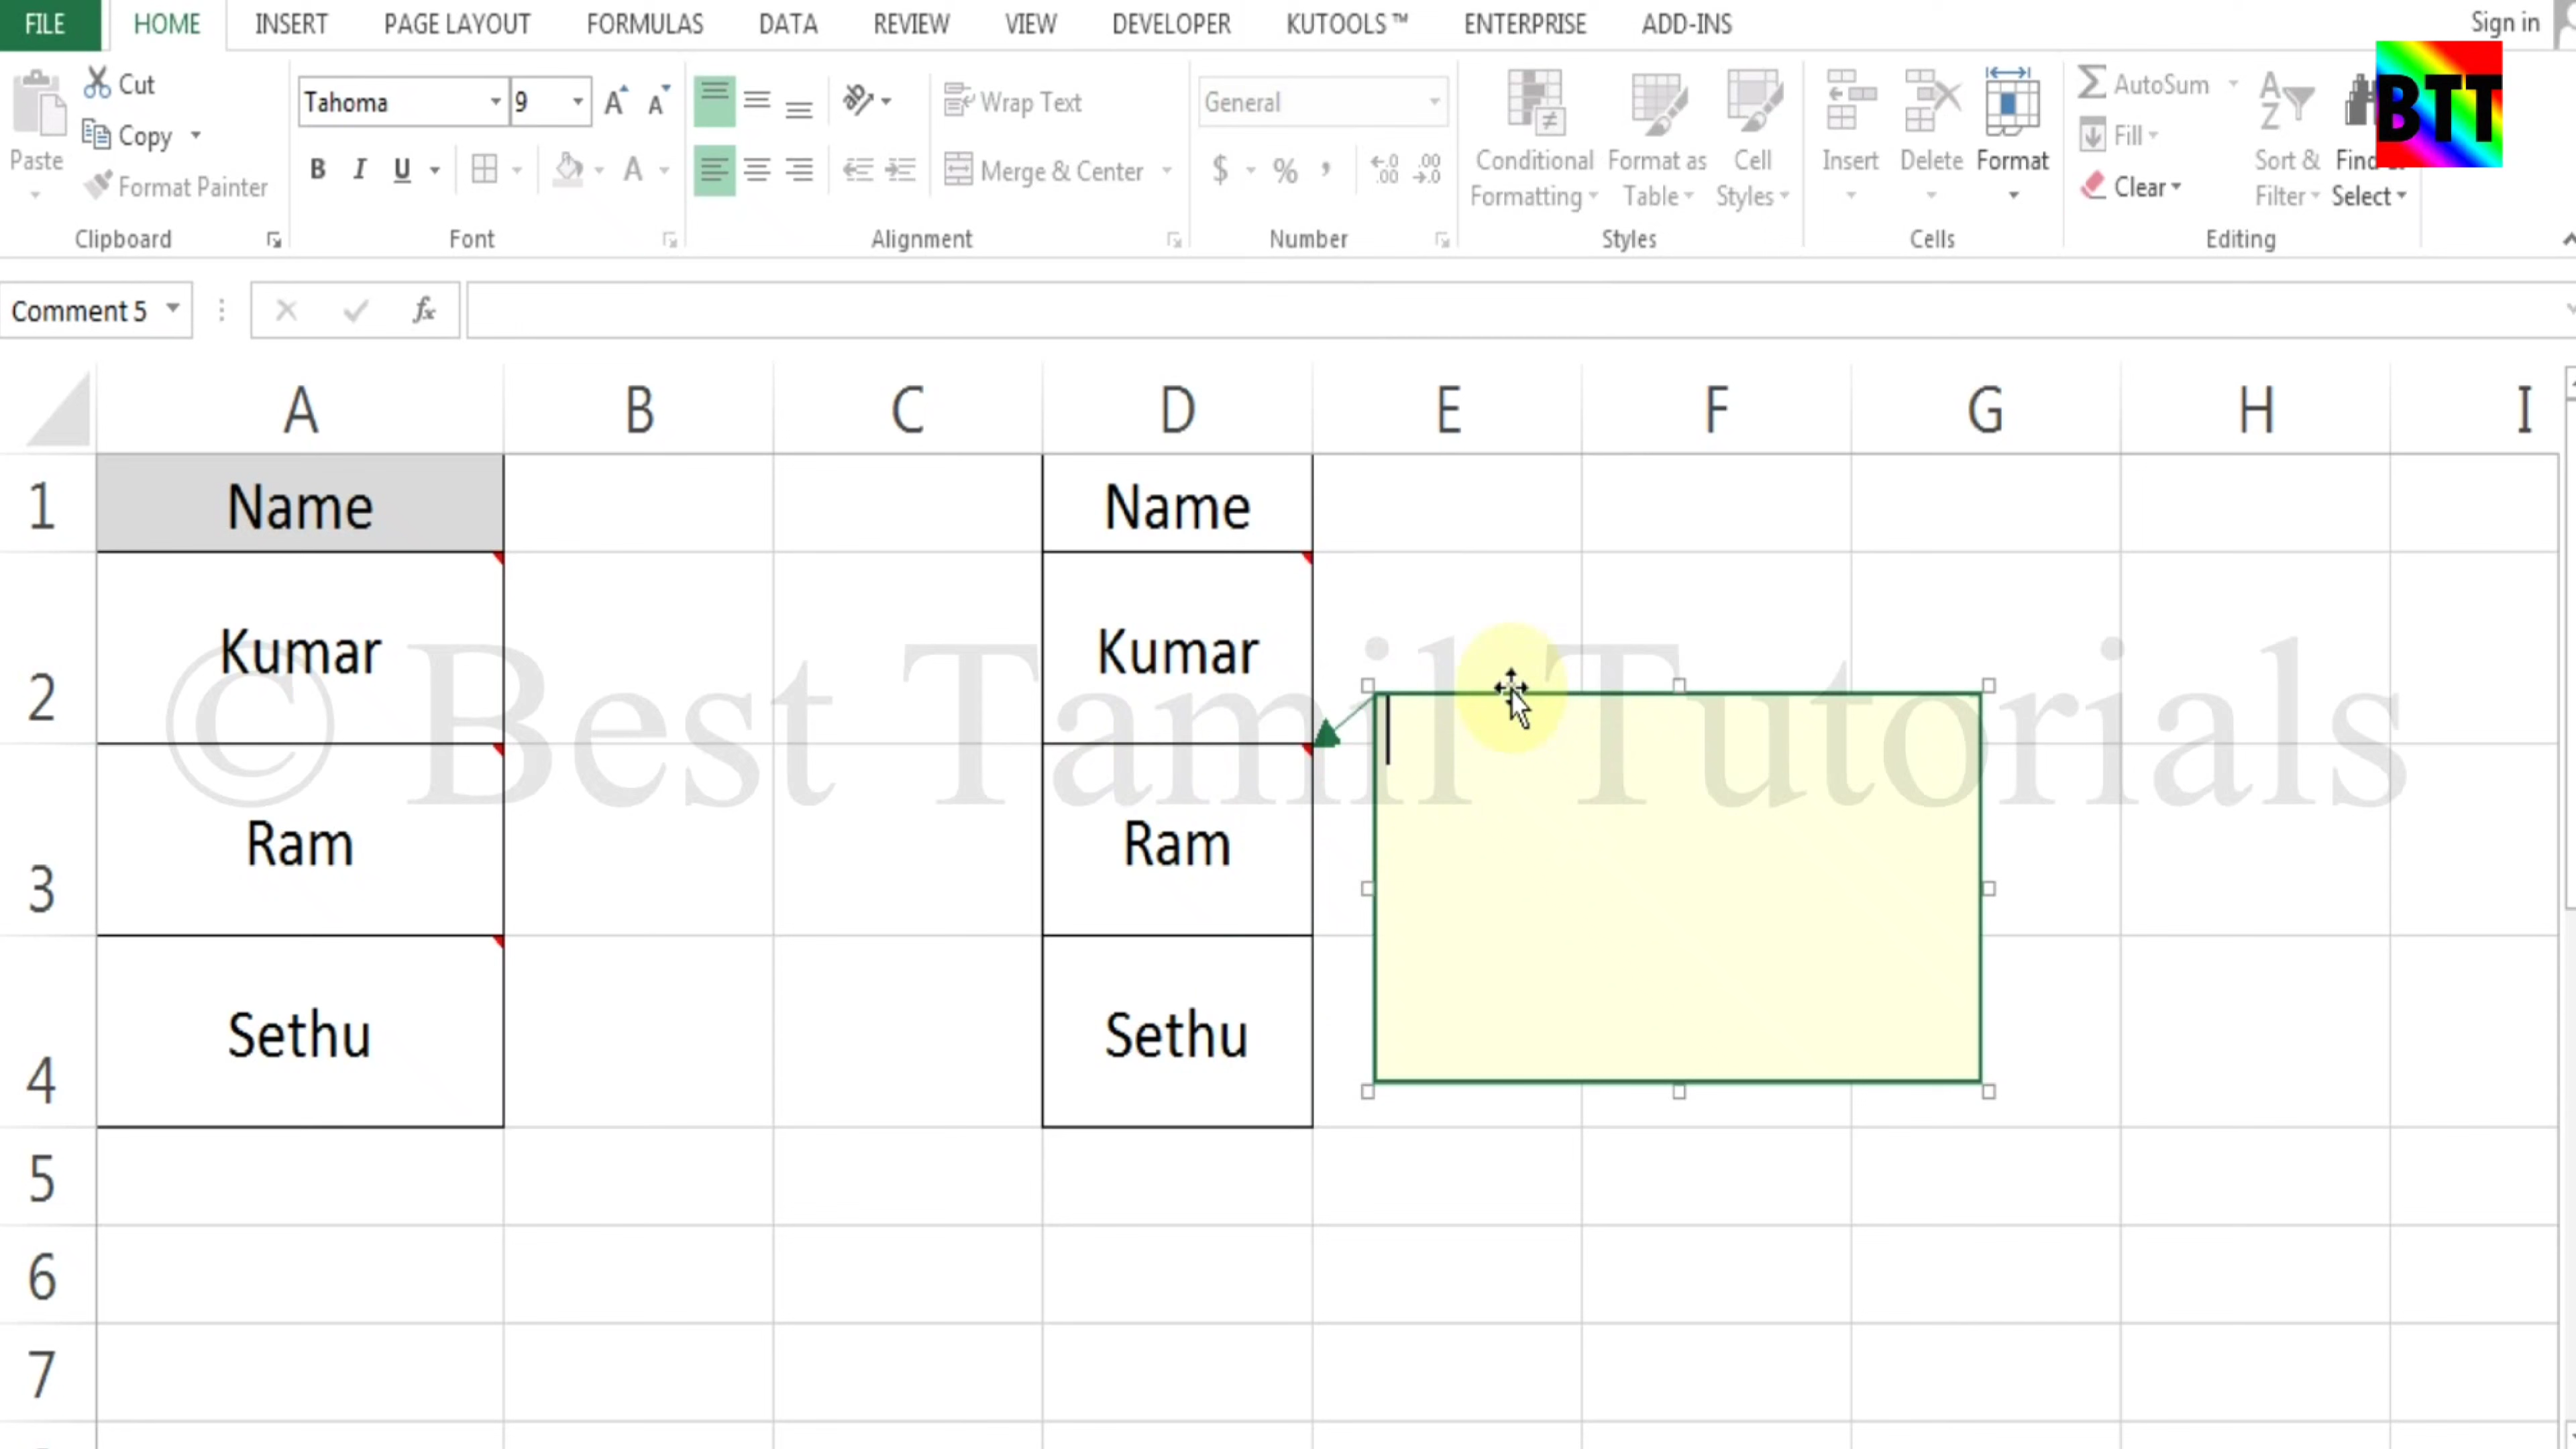 FILE HOME INSERT PAGE LAYOUT FORMULAS DATA REVIEW VIEW DEVELOPER KUTOOLS ™ ENTERPRISE ADD-INS Sign in
BTT
Paste
Cut
Copy
Format Painter
Clipboard
Tahoma 9
B I U A
Font
Wrap Text
Merge & Center
Alignment
General
$ % ,
Number
Conditional Formatting
Format as Table
Cell Styles
Styles
Insert Delete Format
Cells
AutoSum
Fill
Clear
Sort & Filter
Select
Editing
Comment 5 fx
A B C D E F G H I
1 Name Name
2 Kumar Kumar
© Best Tamil Tutorials
3 Ram Ram
4 Sethu Sethu
5
6
7